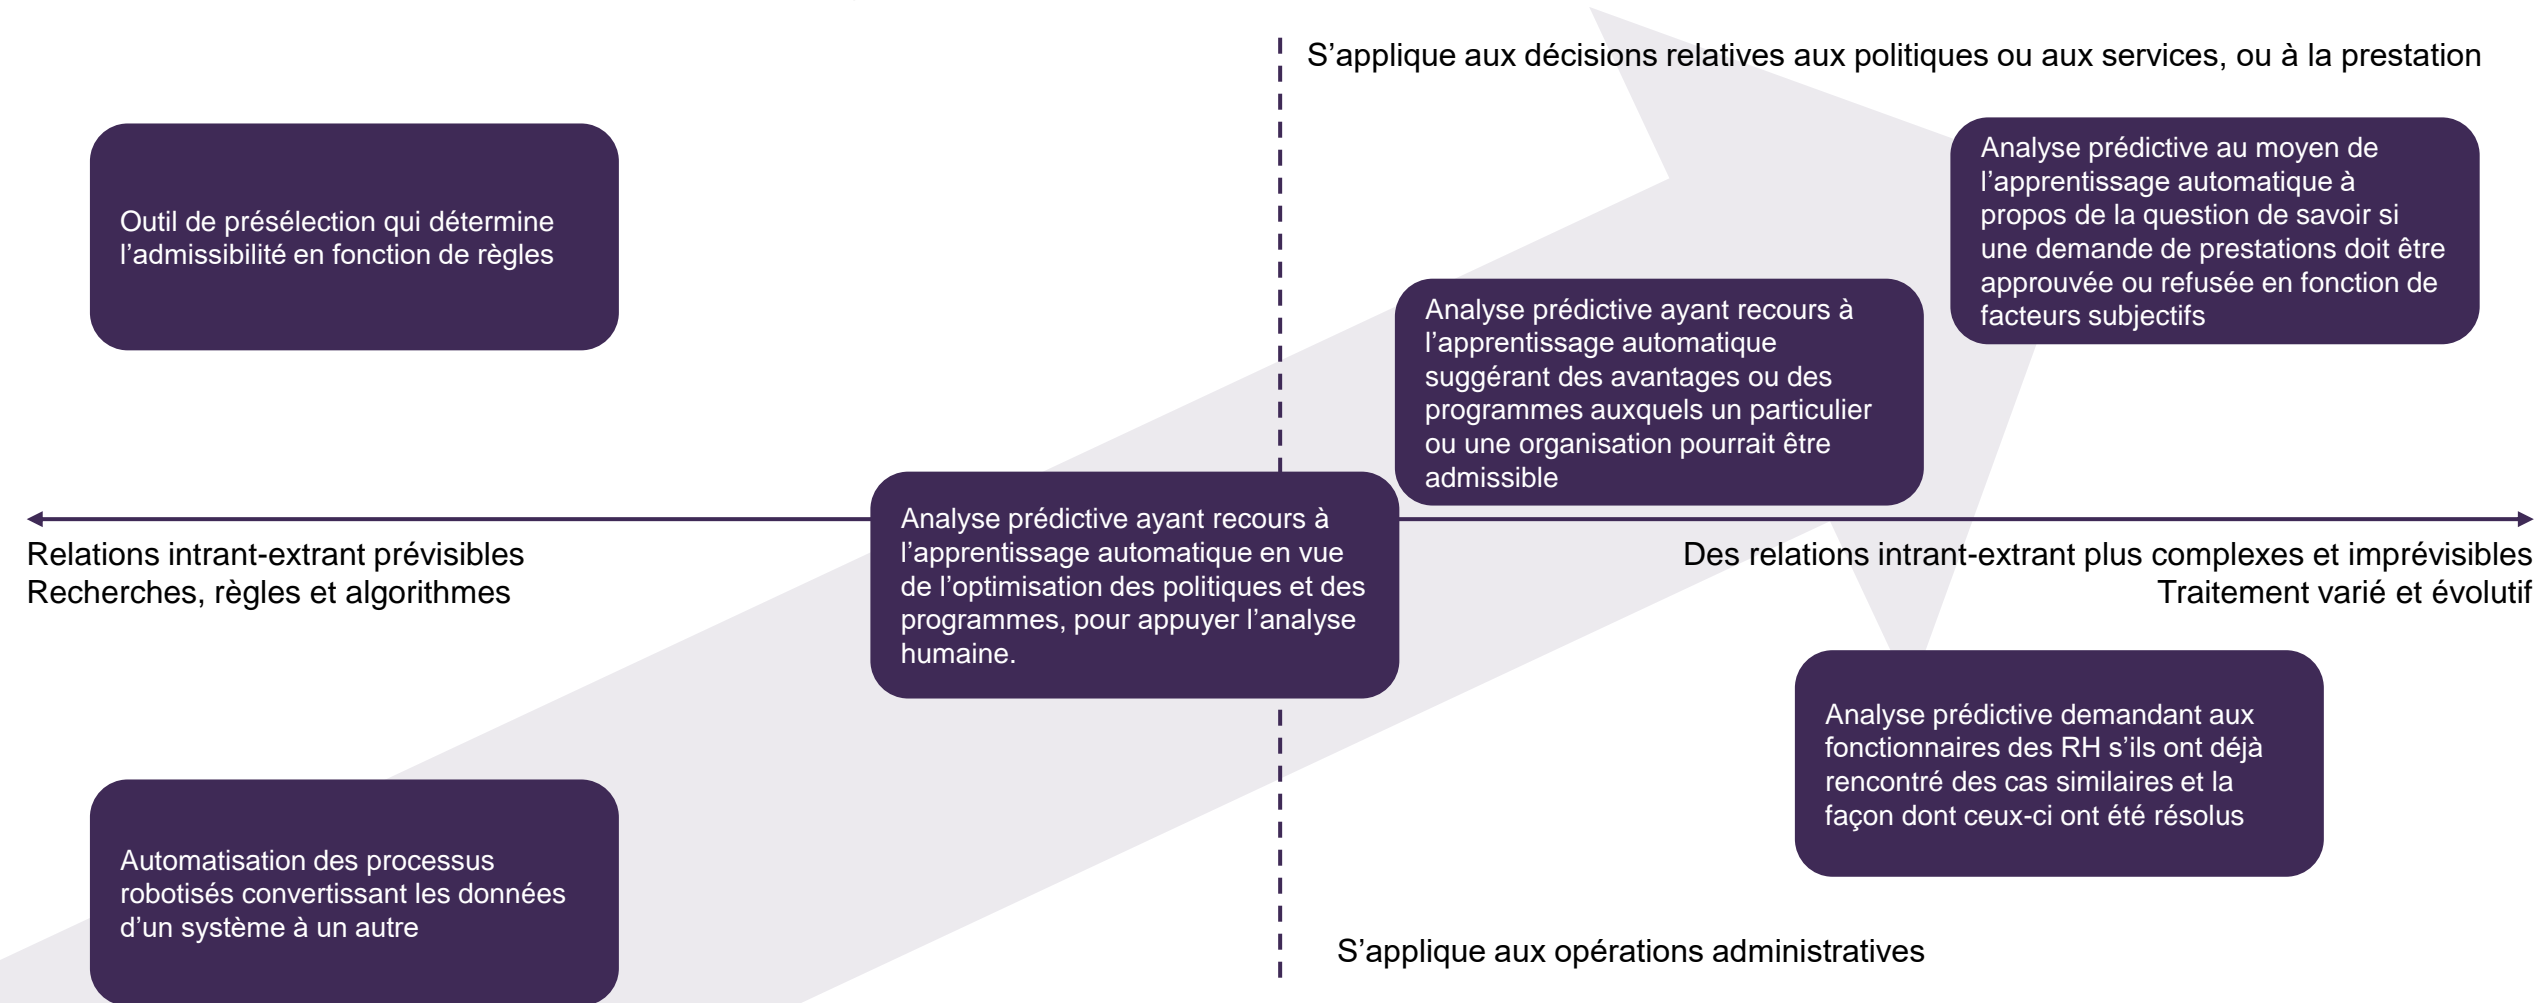 S’applique aux décisions relatives aux politiques ou aux services, ou à la prestation
Outil de présélection qui détermine
l’admissibilité en fonction de règles
Analyse prédictive au moyen de
l’apprentissage automatique à
propos de la question de savoir si
une demande de prestations doit être
approuvée ou refusée en fonction de
facteurs subjectifs
Analyse prédictive ayant recours à
l’apprentissage automatique
suggérant des avantages ou des
programmes auxquels un particulier
ou une organisation pourrait être
admissible
Relations intrant-extrant prévisibles
Recherches, règles et algorithmes
Analyse prédictive ayant recours à
l’apprentissage automatique en vue
de l’optimisation des politiques et des
programmes, pour appuyer l’analyse
humaine.
Des relations intrant-extrant plus complexes et imprévisibles
Traitement varié et évolutif
Analyse prédictive demandant aux
fonctionnaires des RH s’ils ont déjà
rencontré des cas similaires et la
façon dont ceux-ci ont été résolus
Automatisation des processus
robotisés convertissant les données
d’un système à un autre
S’applique aux opérations administratives